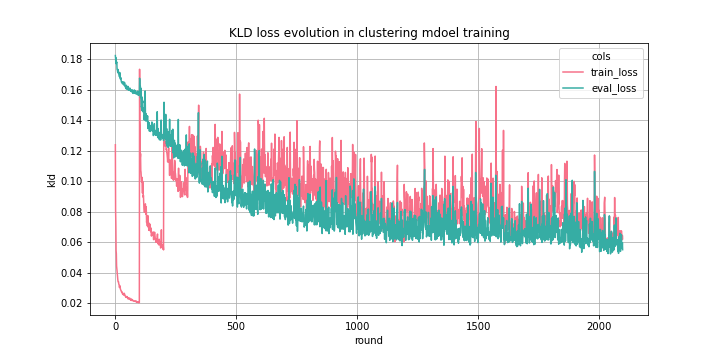 KLD loss evolution in clustering mdoel training
cols
train_loss
eval_loss
0.18
0.16
0.14
0.12
0.10
0.08
0.06
0.04
0.02
kld
0 500 1000 1500 2000
round